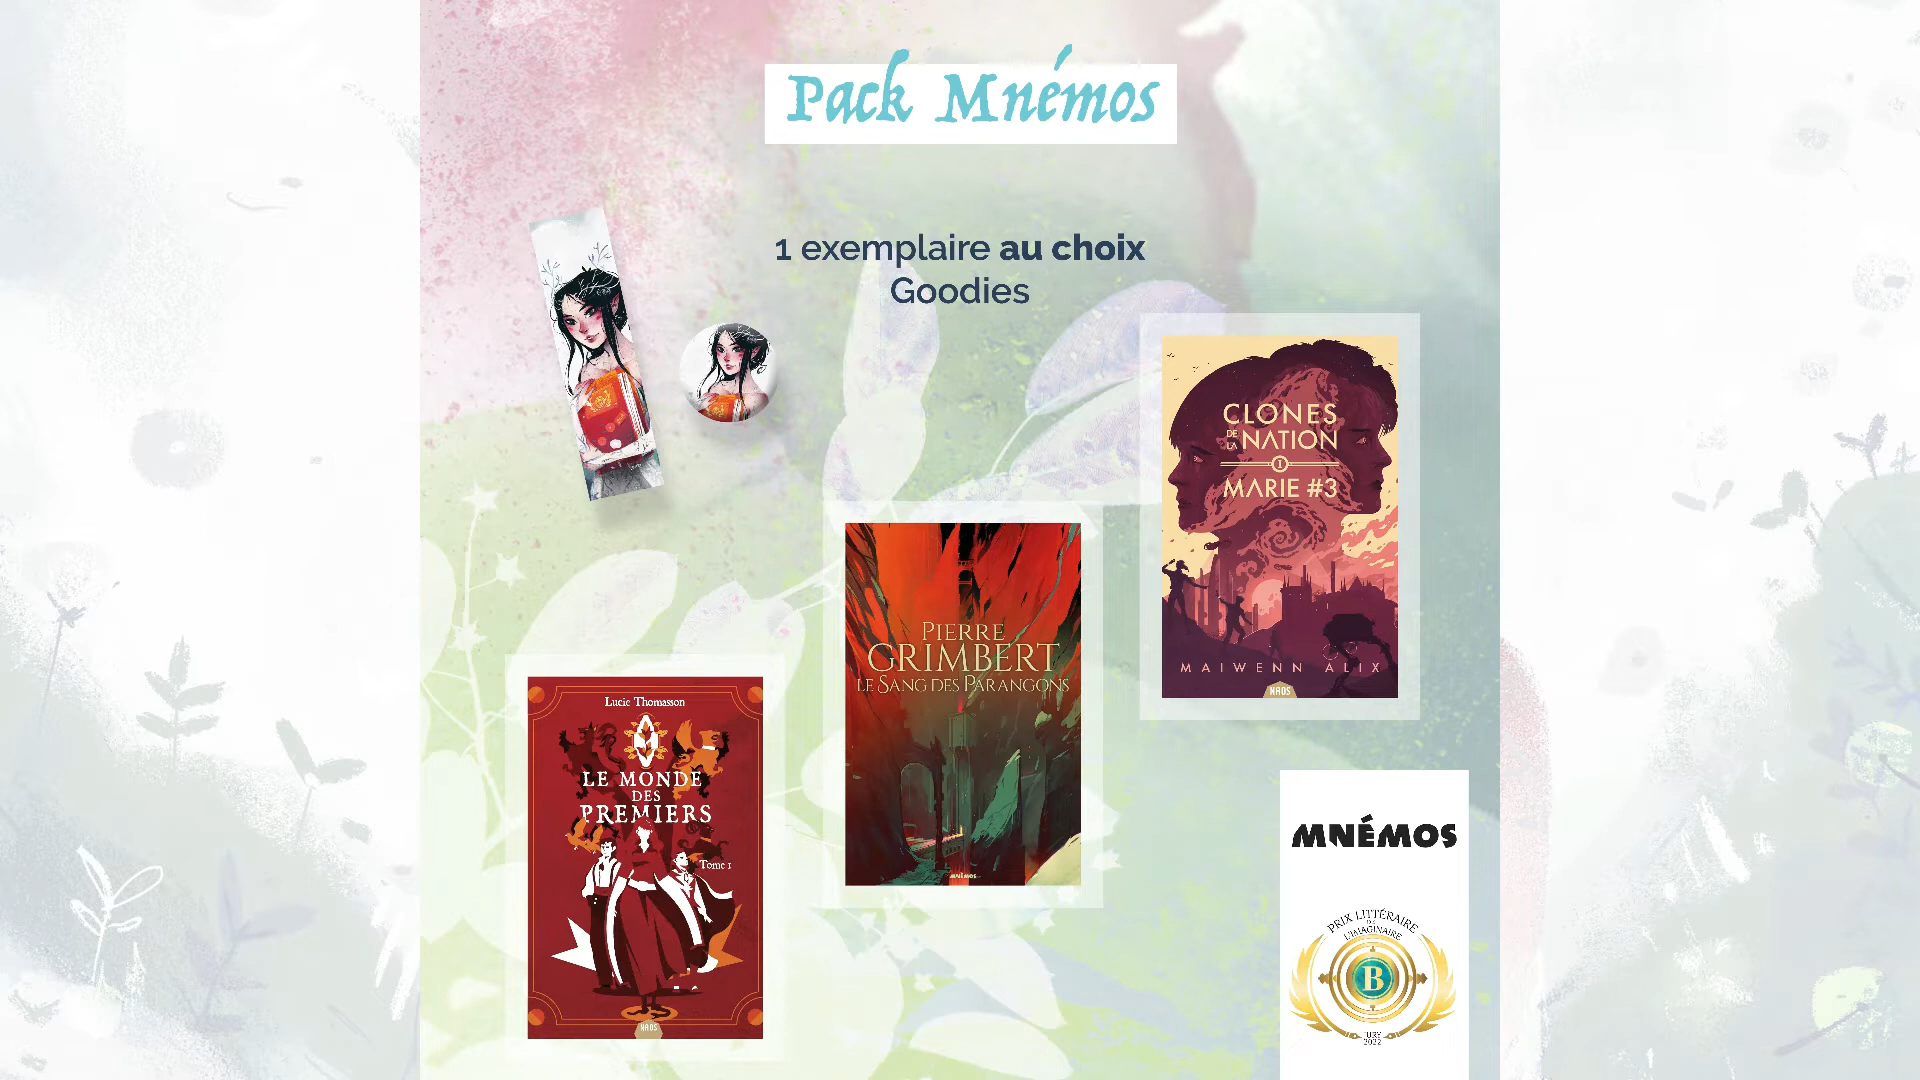 Pack Mnémos
1 exemplaire au choix
Goodies
CLONES
DE LA NATION
I
MARIE #3
MAIWENN ALIX
NAOS
PIERRE
GRIMBERT
LE SANG DES PARANGONS
MNÉMOS
Lucie Thomasson
LE MONDE
DES
PREMIERS
Tome 1
NAOS
MNÉMOS
PRIX LITTÉRAIRE
DE
L'IMAGINAIRE
B
JURY
2022